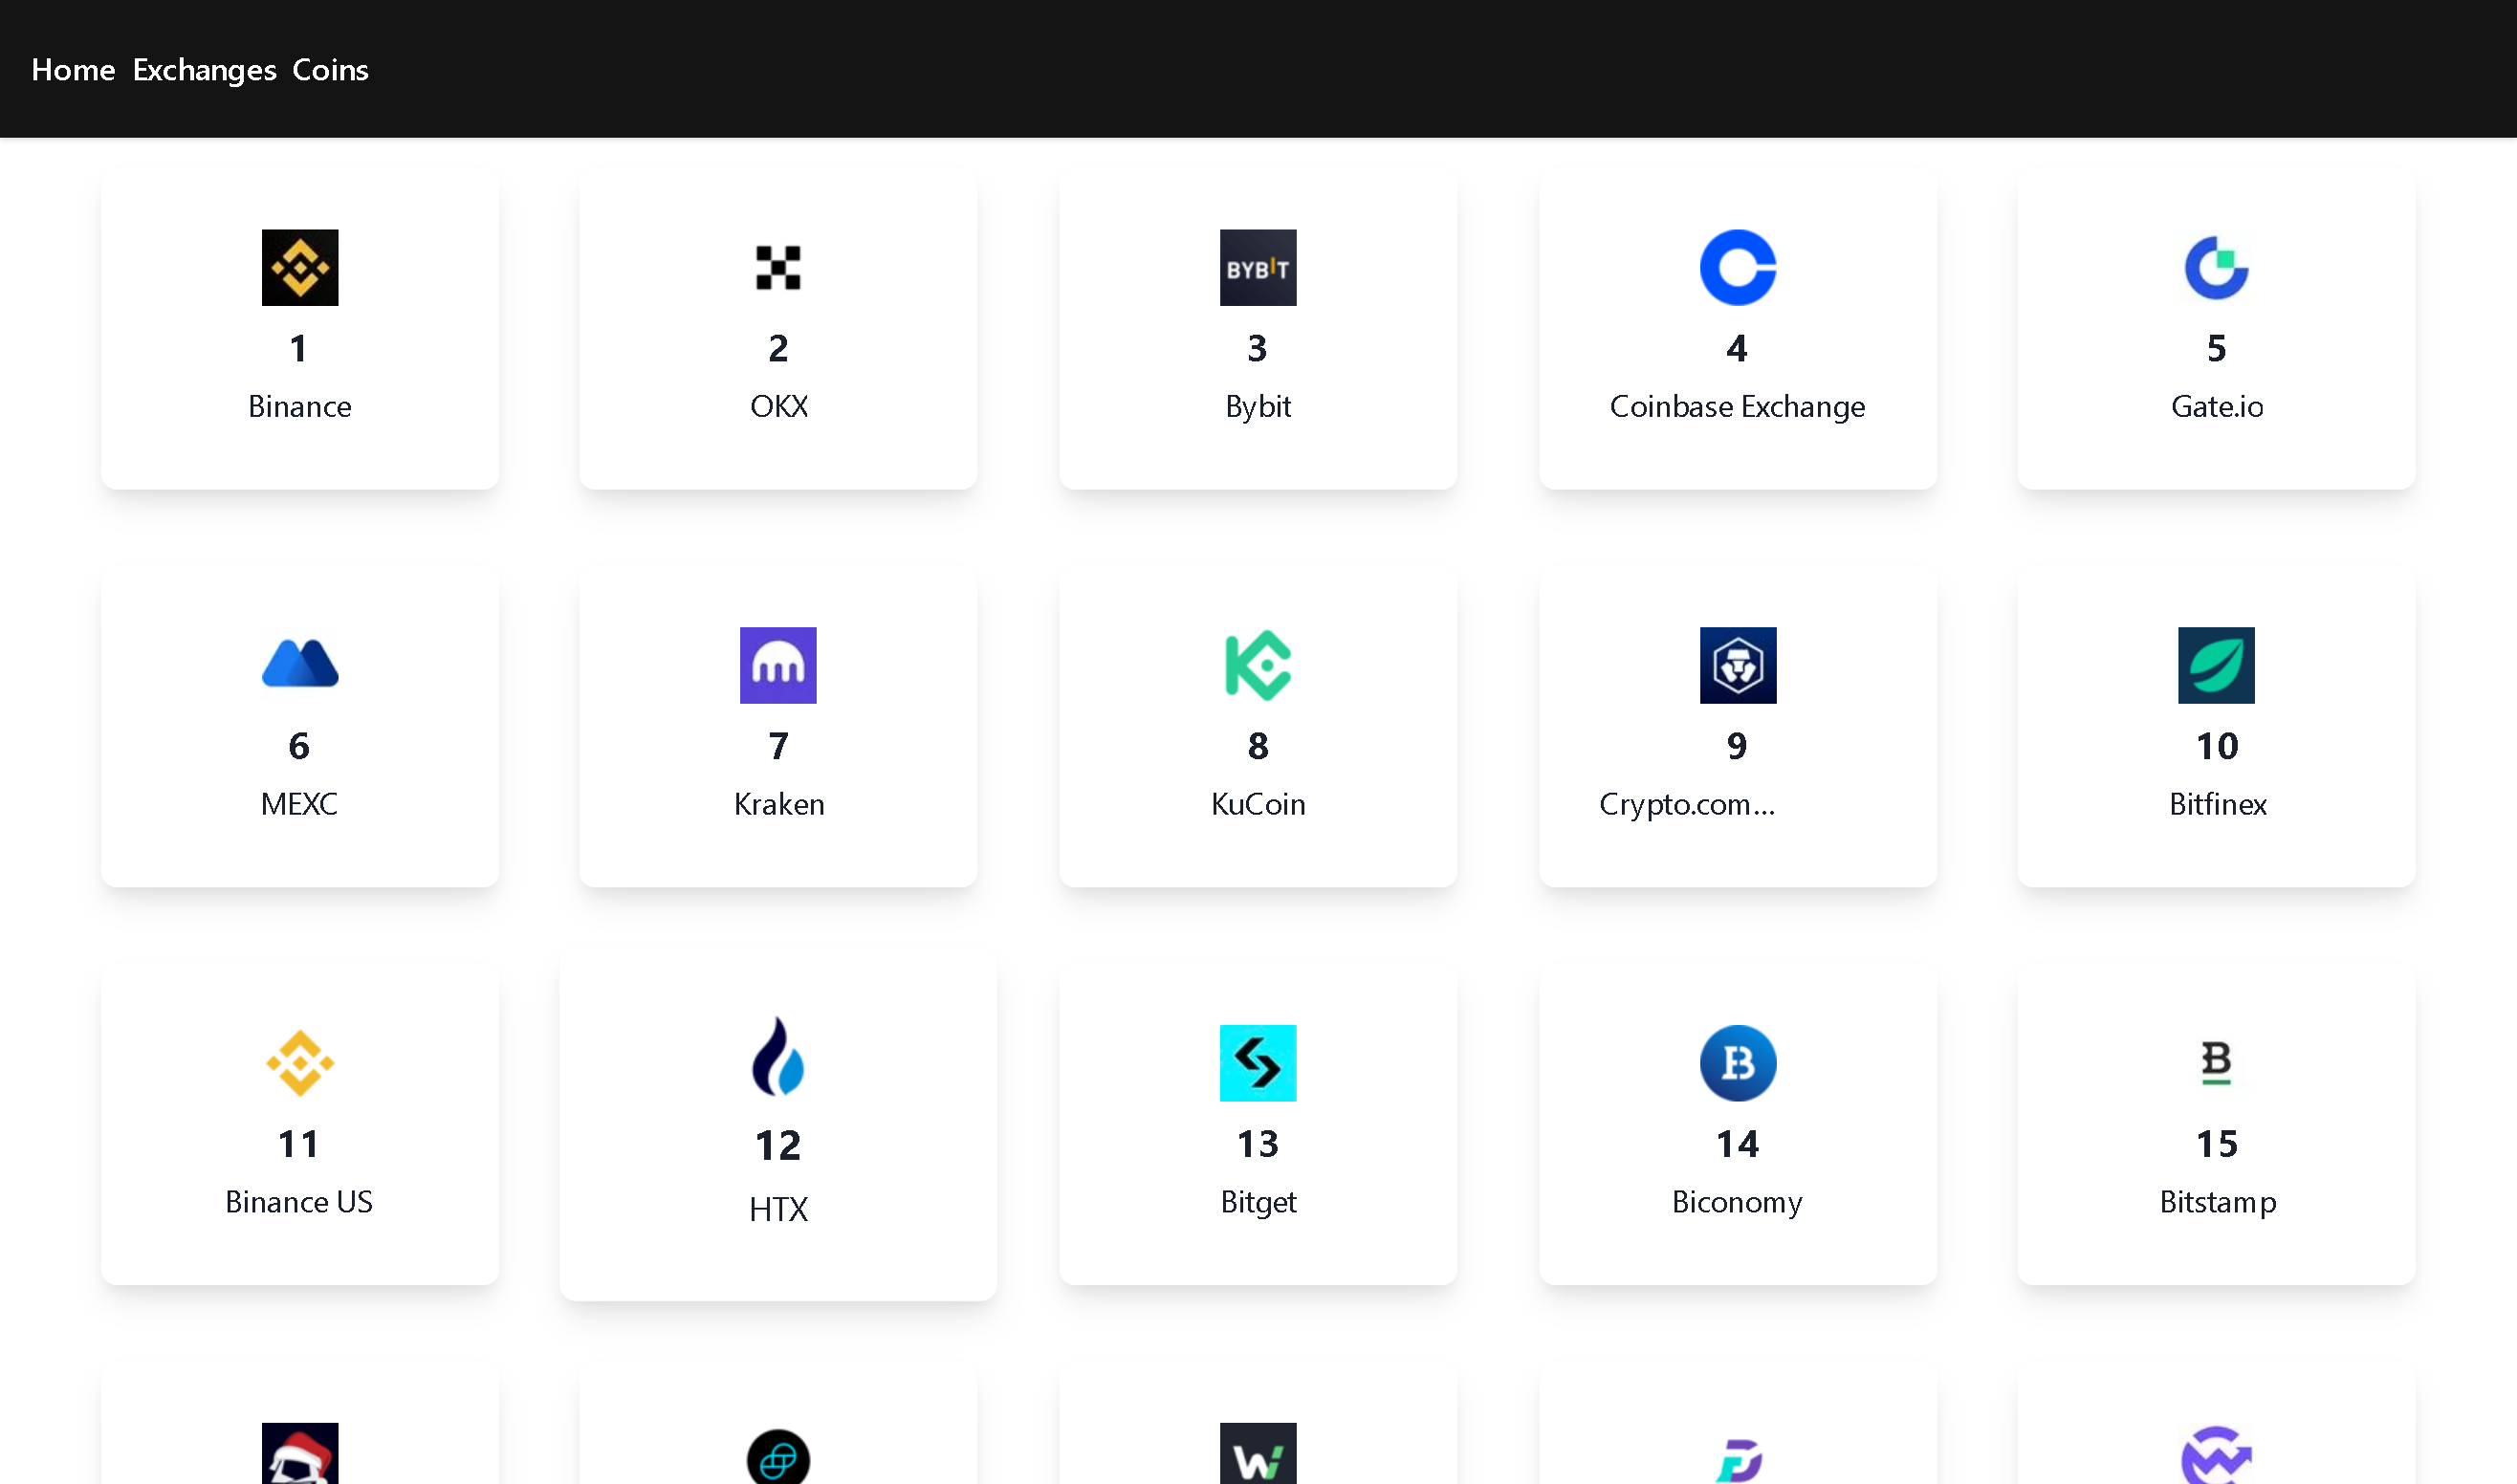 Home Exchanges Coins
BYBIT
1
2
3
4
5
Binance
OKX
Bybit
Coinbase Exchange
Gate.io
6
7
8
9
10
MEXC
Kraken
KuCoin
Crypto.com...
Bitfinex
11
12
13
14
15
Binance US
HTX
Bitget
Biconomy
Bitstamp